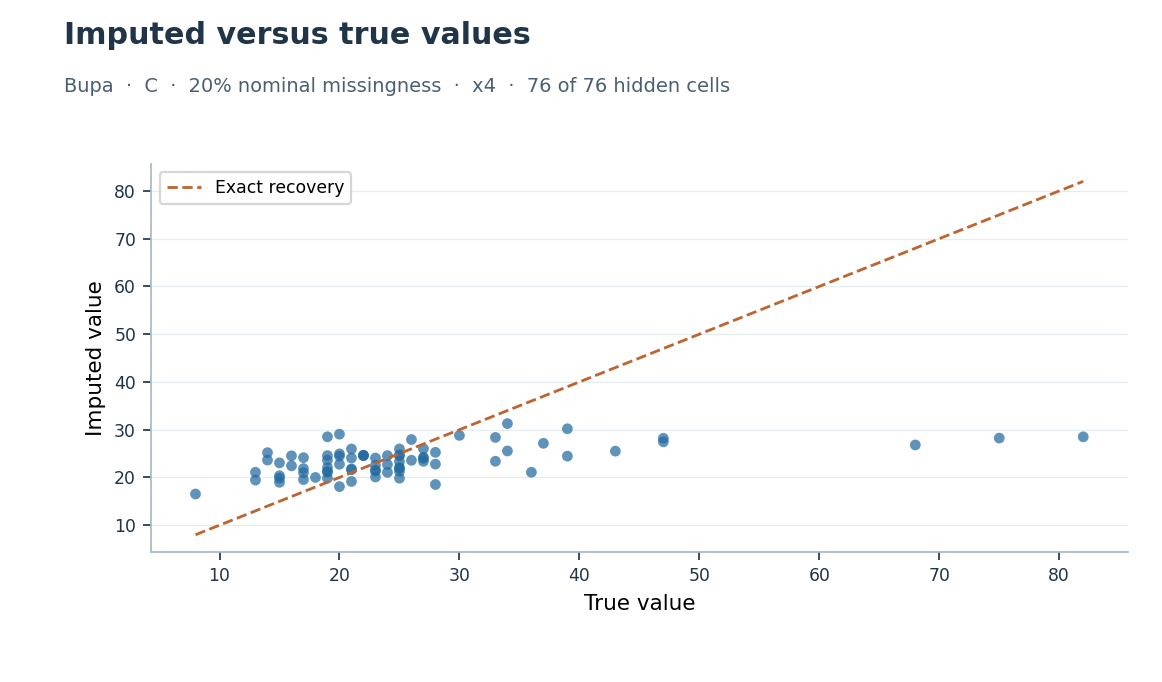 Imputed versus true values
Bupa · C · 20% nominal missingness · x4 · 76 of 76 hidden cells
Exact recovery
80
70
60
50
40
30
20
10
Imputed value
10 20 30 40 50 60 70 80
True value